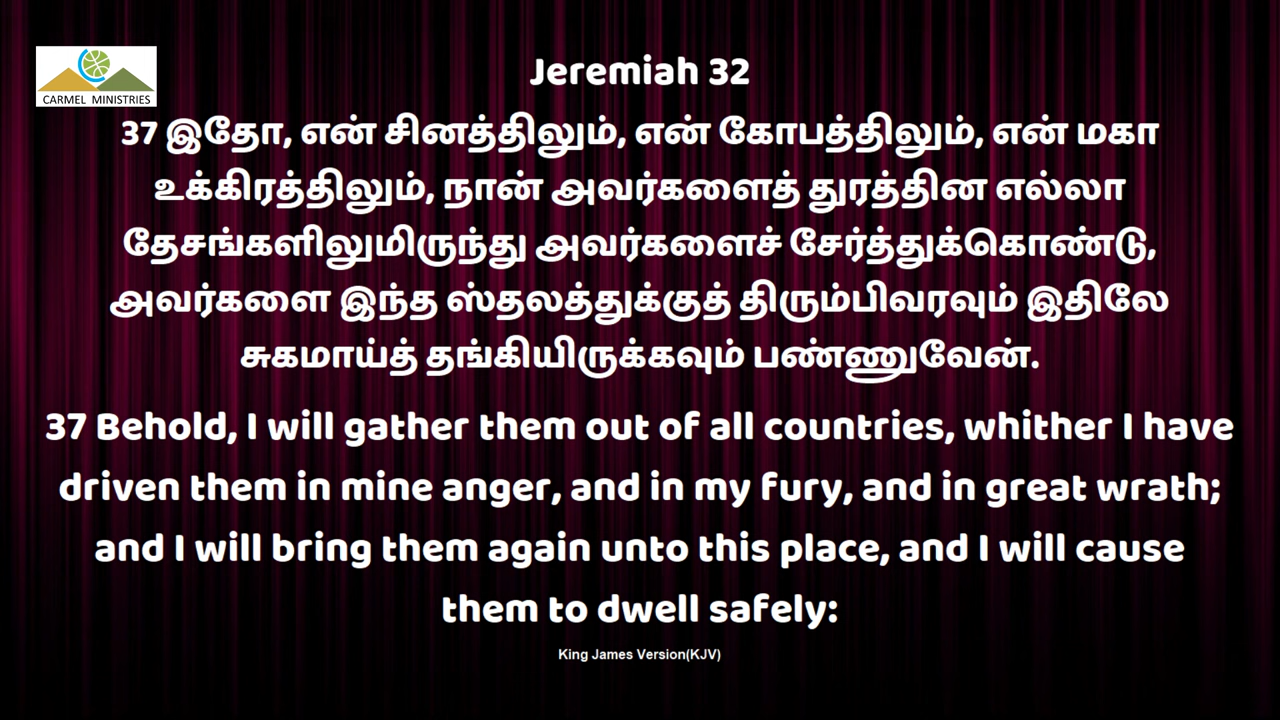 CARMEL MINISTRIES
Jeremiah 32
37 இதோ, என் சினத்திலும், என் கோபத்திலும், என் மகா
உக்கிரத்திலும், நான் அவர்களைத் துரத்தின எல்லா
தேசங்களிலுமிருந்து அவர்களைச் சேர்த்துக்கொண்டு,
அவர்களை இந்த ஸ்தலத்துக்குத் திரும்பிவரவும் இதிலே
சுகமாய்த் தங்கியிருக்கவும் பண்ணுவேன்.
37 Behold, I will gather them out of all countries, whither I have
driven them in mine anger, and in my fury, and in great wrath;
and I will bring them again unto this place, and I will cause
them to dwell safely:
King James Version(KJV)